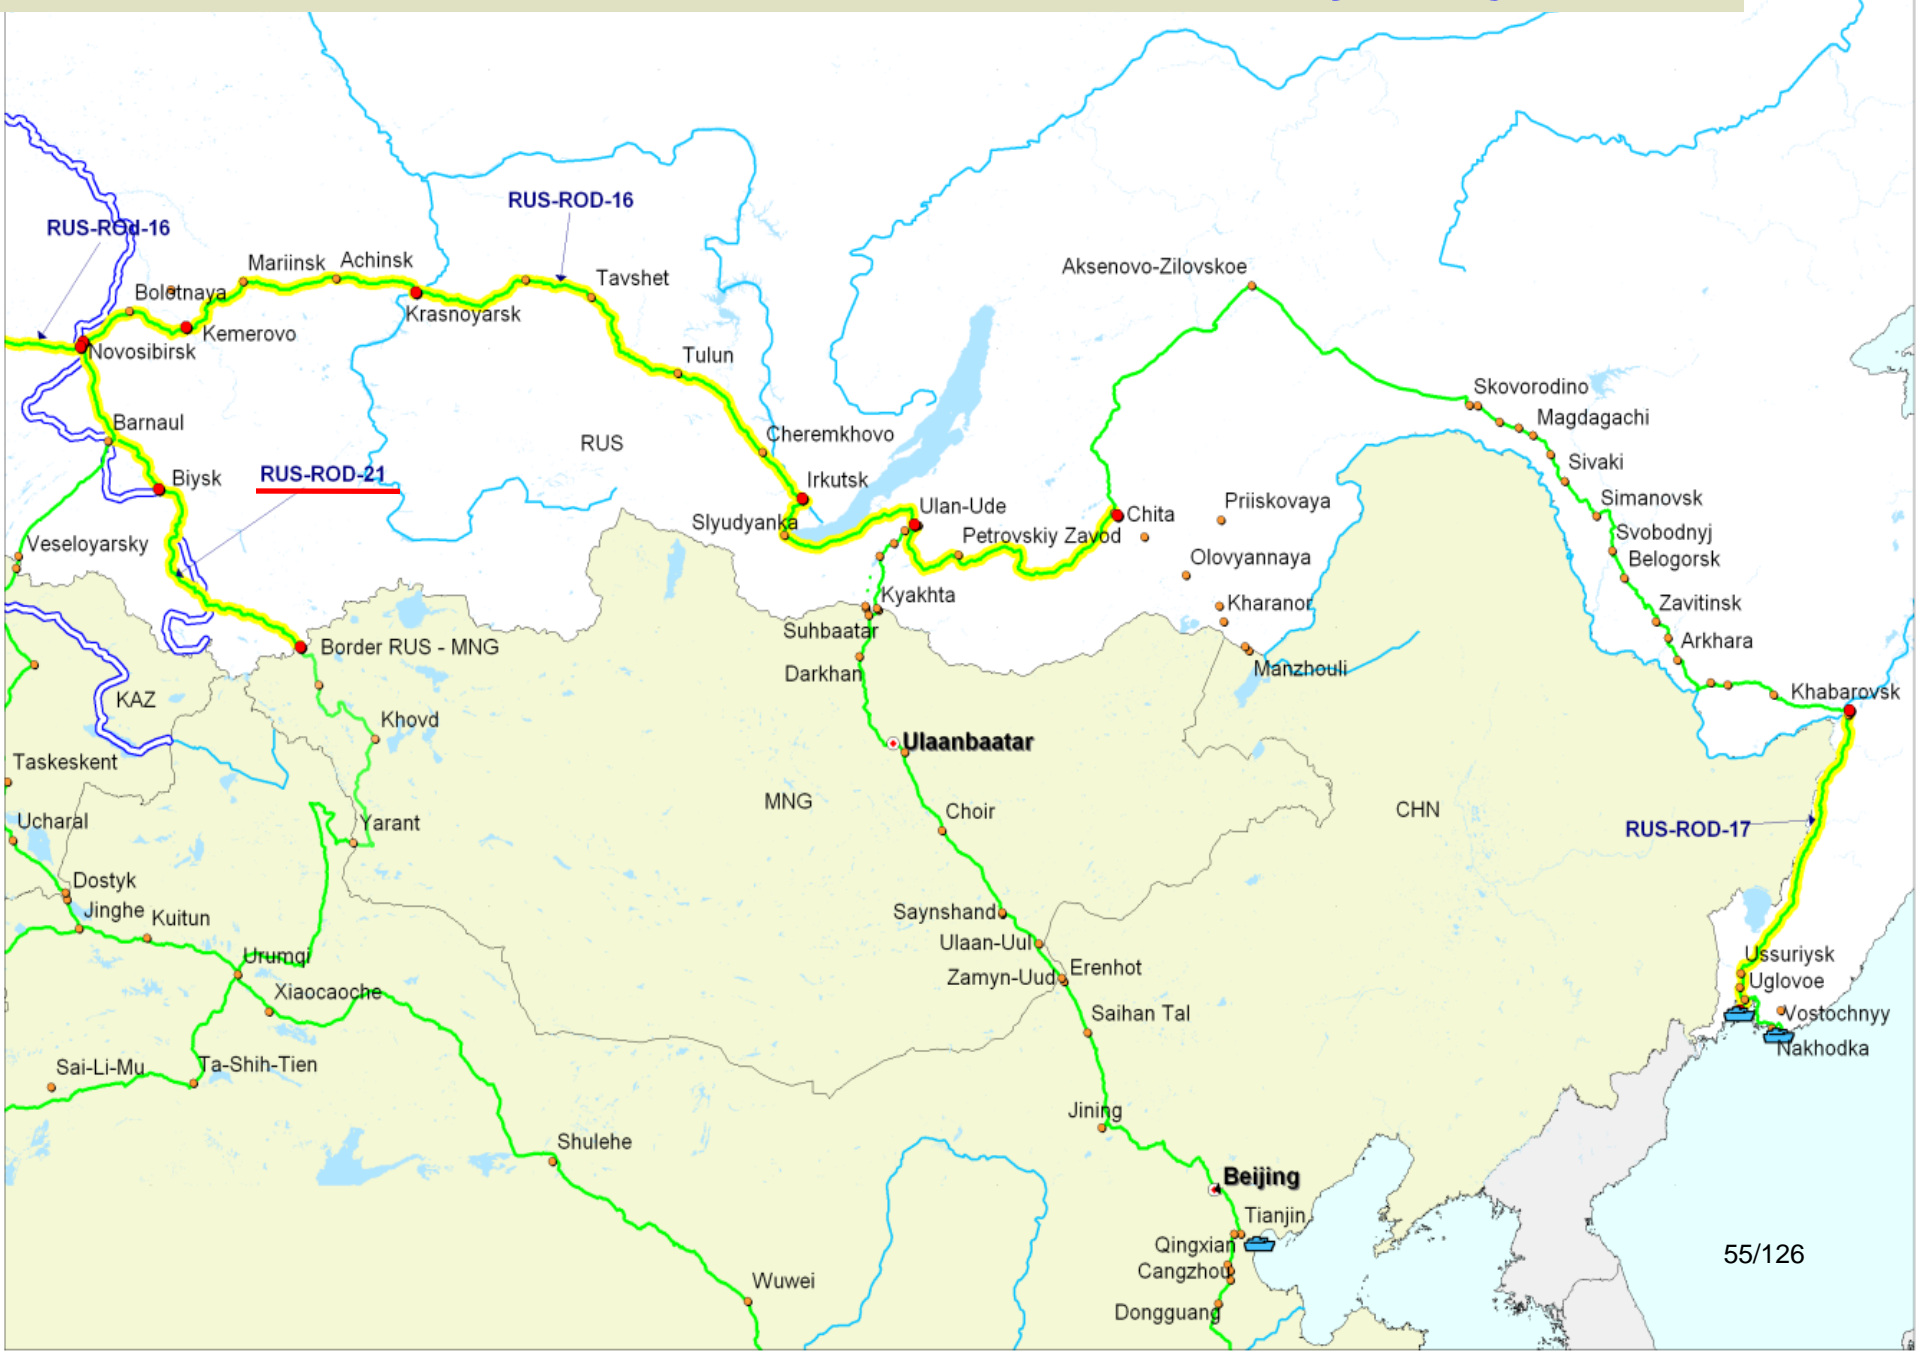 RUS-ROD-16
RUS-ROd-16
Mariinsk
Achinsk
Tavshet
Aksenovo-Zilovskoe
Bolotnaya
Krasnoyarsk
Kemerovo
Novosibirsk
Tulun
Skovorodino
Magdagachi
Barnaul
Cheremkhovo
RUS
Sivaki
Biysk
RUS-ROD-21
Irkutsk
Simanovsk
Ulan-Ude
Priiskovaya
Chita
Slyudyanka
Petrovskiy Zavod
Svobodnyj
Veseloyarsky
Olovyannaya
Belogorsk
Kyakhta
Kharanor
Zavitinsk
Suhbaatar
Arkhara
Border RUS - MNG
Darkhan
Manzhouli
KAZ
Khabarovsk
Khovd
Ulaanbaatar
Taskeskent
MNG
CHN
Ucharal
Yarant
Choir
RUS-ROD-17
Dostyk
Jinghe
Kuitun
Saynshand
Ulaan-Uul
Urumqi
Ussuriysk
Erenhot
Zamyn-Uud
Uglovoe
Xiaocaoche
Saihan Tal
Vostochnyy
Nakhodka
Sai-Li-Mu
Ta-Shih-Tien
Jining
Shulehe
Beijing
Tianjin
Qingxian
55/126
Cangzhou
Wuwei
Dongguang